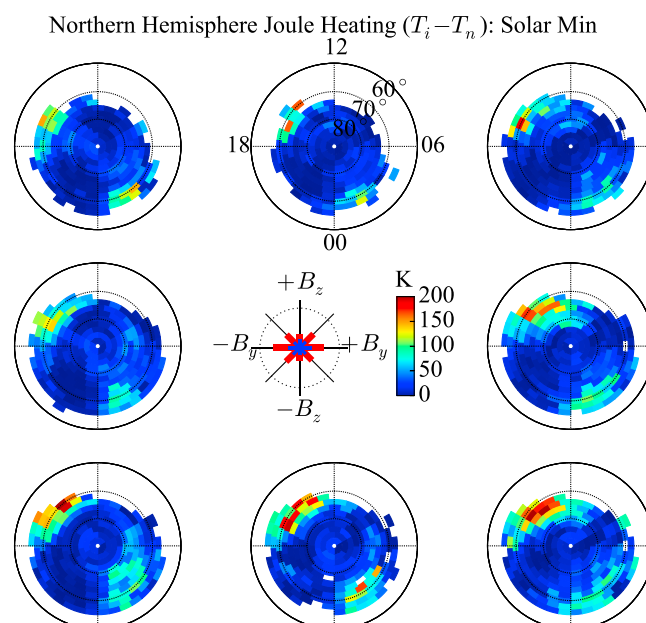 Northern Hemisphere Joule Heating (T_i−T_n): Solar Min
12
60°
70°
80°
18
06
00
+B_z
−B_y
+B_y
−B_z
K
200
150
100
50
0